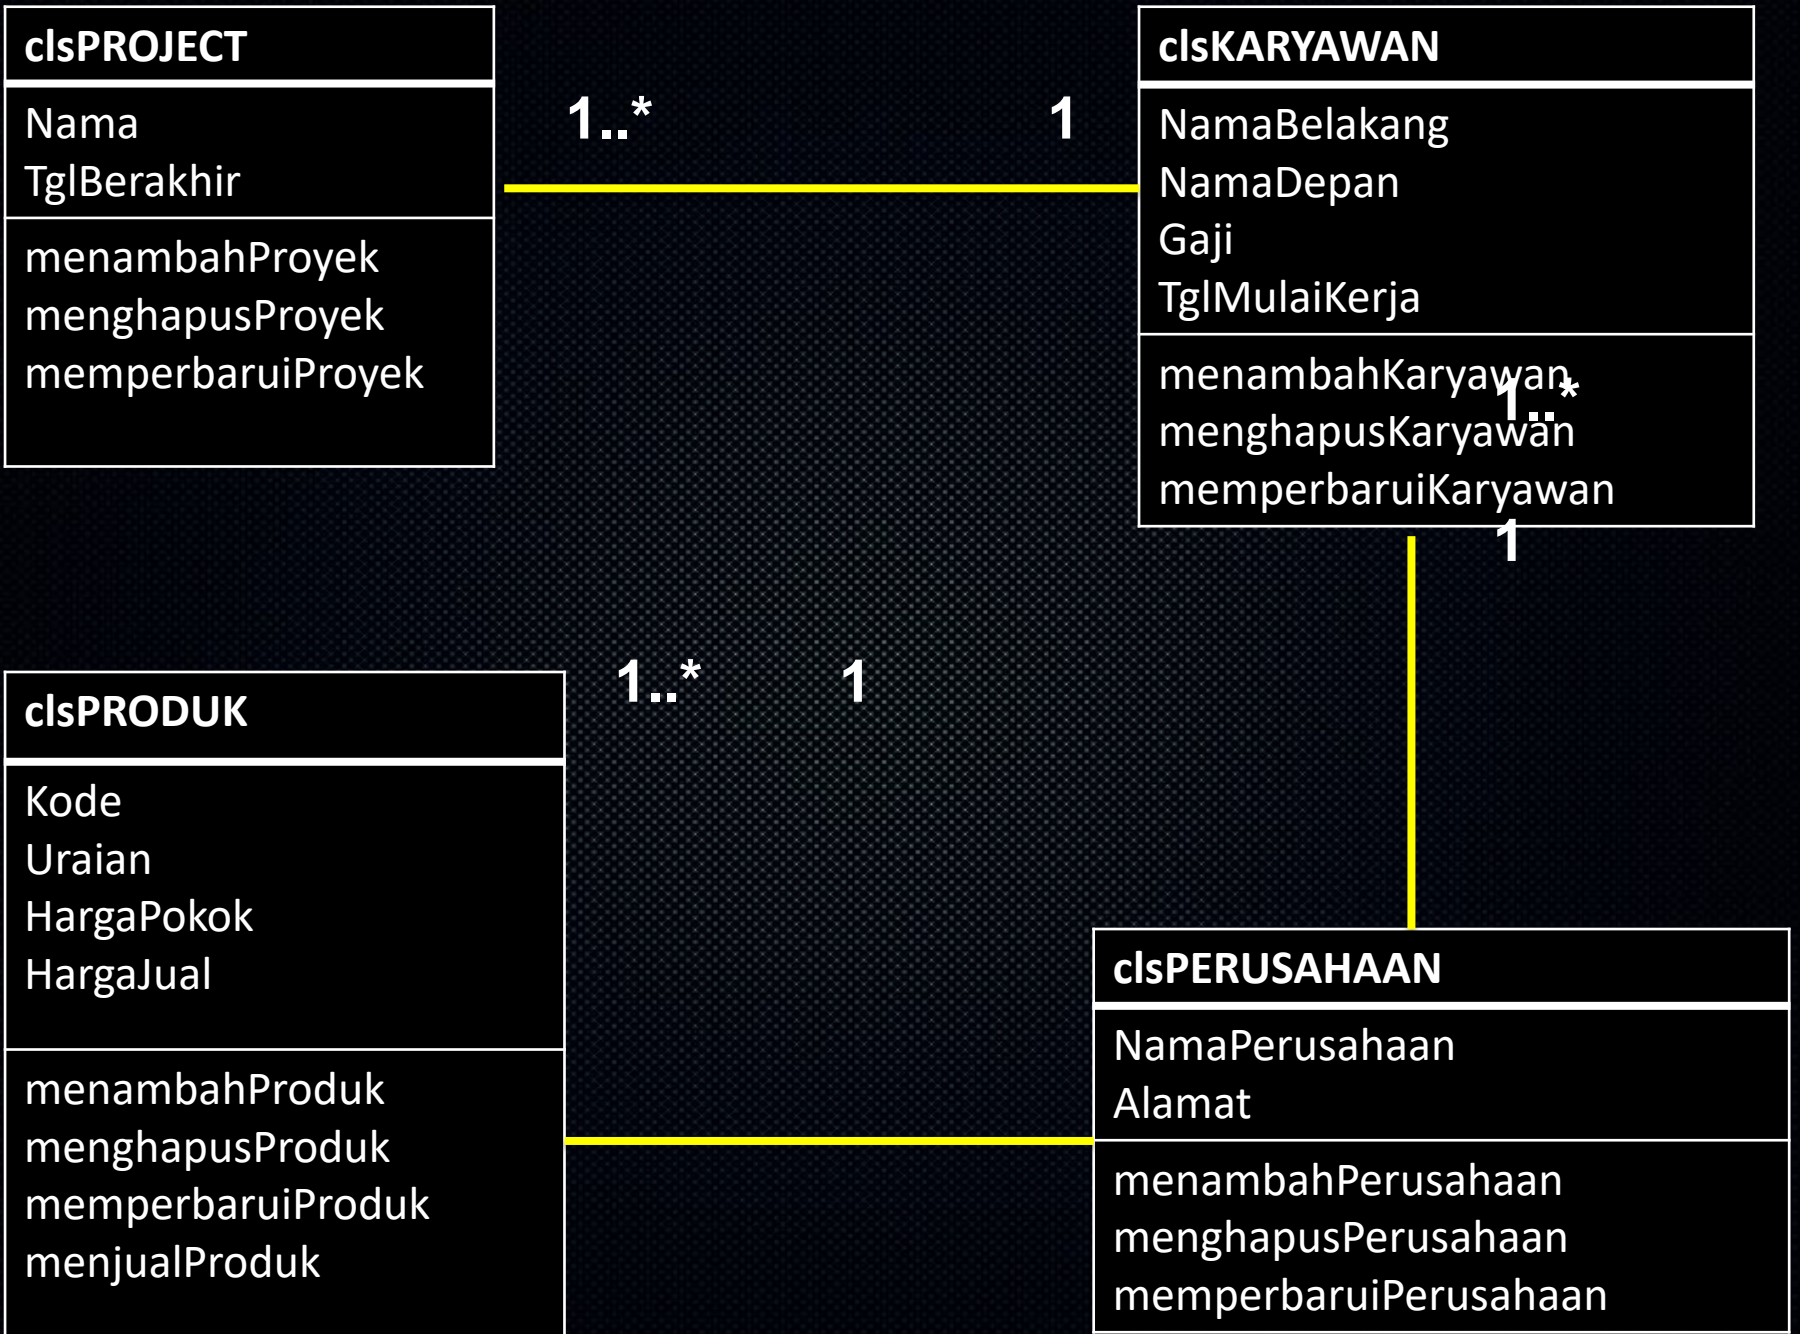 clsPROJECT
Nama
TglBerakhir
menambahProyek
menghapusProyek
memperbaruiProyek
1..*
1
clsKARYAWAN
NamaBelakang
NamaDepan
Gaji
TglMulaiKerja
menambahKaryawan
menghapusKaryawan
memperbaruiKaryawan
1..*
1
1..*
1
clsPRODUK
Kode
Uraian
HargaPokok
HargaJual
menambahProduk
menghapusProduk
memperbaruiProduk
menjualProduk
clsPERUSAHAAN
NamaPerusahaan
Alamat
menambahPerusahaan
menghapusPerusahaan
memperbaruiPerusahaan